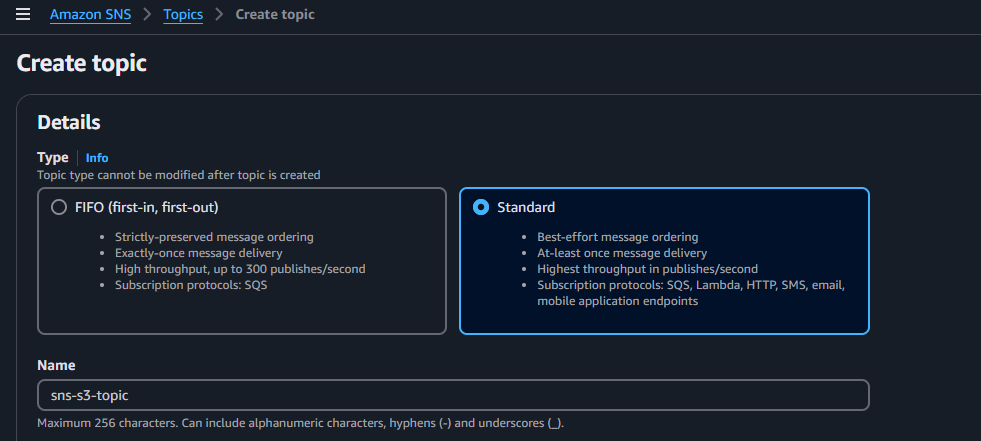 Amazon SNS > Topics > Create topic
Create topic
Details
Type | Info
Topic type cannot be modified after topic is created
FIFO (first-in, first-out)
• Strictly-preserved message ordering
• Exactly-once message delivery
• High throughput, up to 300 publishes/second
• Subscription protocols: SQS
Standard
• Best-effort message ordering
• At-least once message delivery
• Highest throughput in publishes/second
• Subscription protocols: SQS, Lambda, HTTP, SMS, email,
mobile application endpoints
Name
sns-s3-topic
Maximum 256 characters. Can include alphanumeric characters, hyphens (-) and underscores (_).